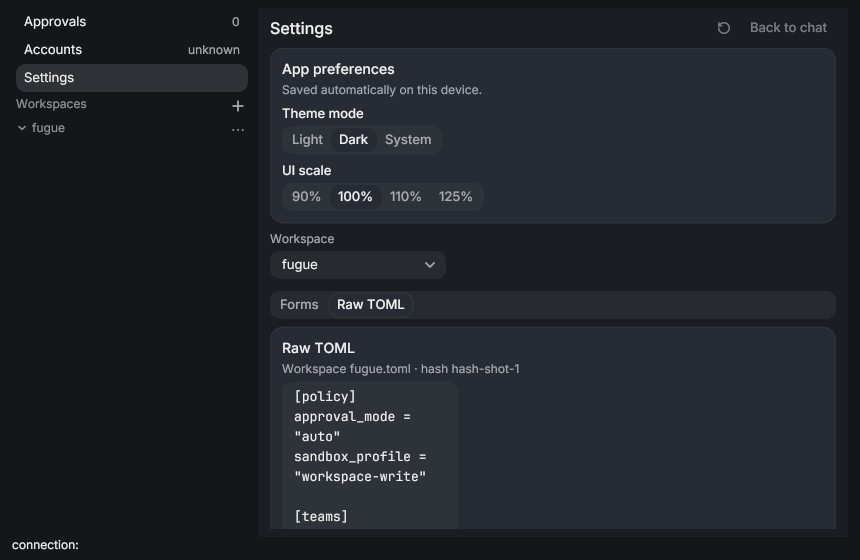 Approvals 0
Accounts unknown
Settings
Workspaces
fugue ...
Settings
Back to chat
App preferences
Saved automatically on this device.
Theme mode
Light Dark System
UI scale
90% 100% 110% 125%
Workspace
fugue
Forms Raw TOML
Raw TOML
Workspace fugue.toml · hash hash-shot-1
[policy]
approval_mode =
"auto"
sandbox_profile =
"workspace-write"
[teams]
connection: